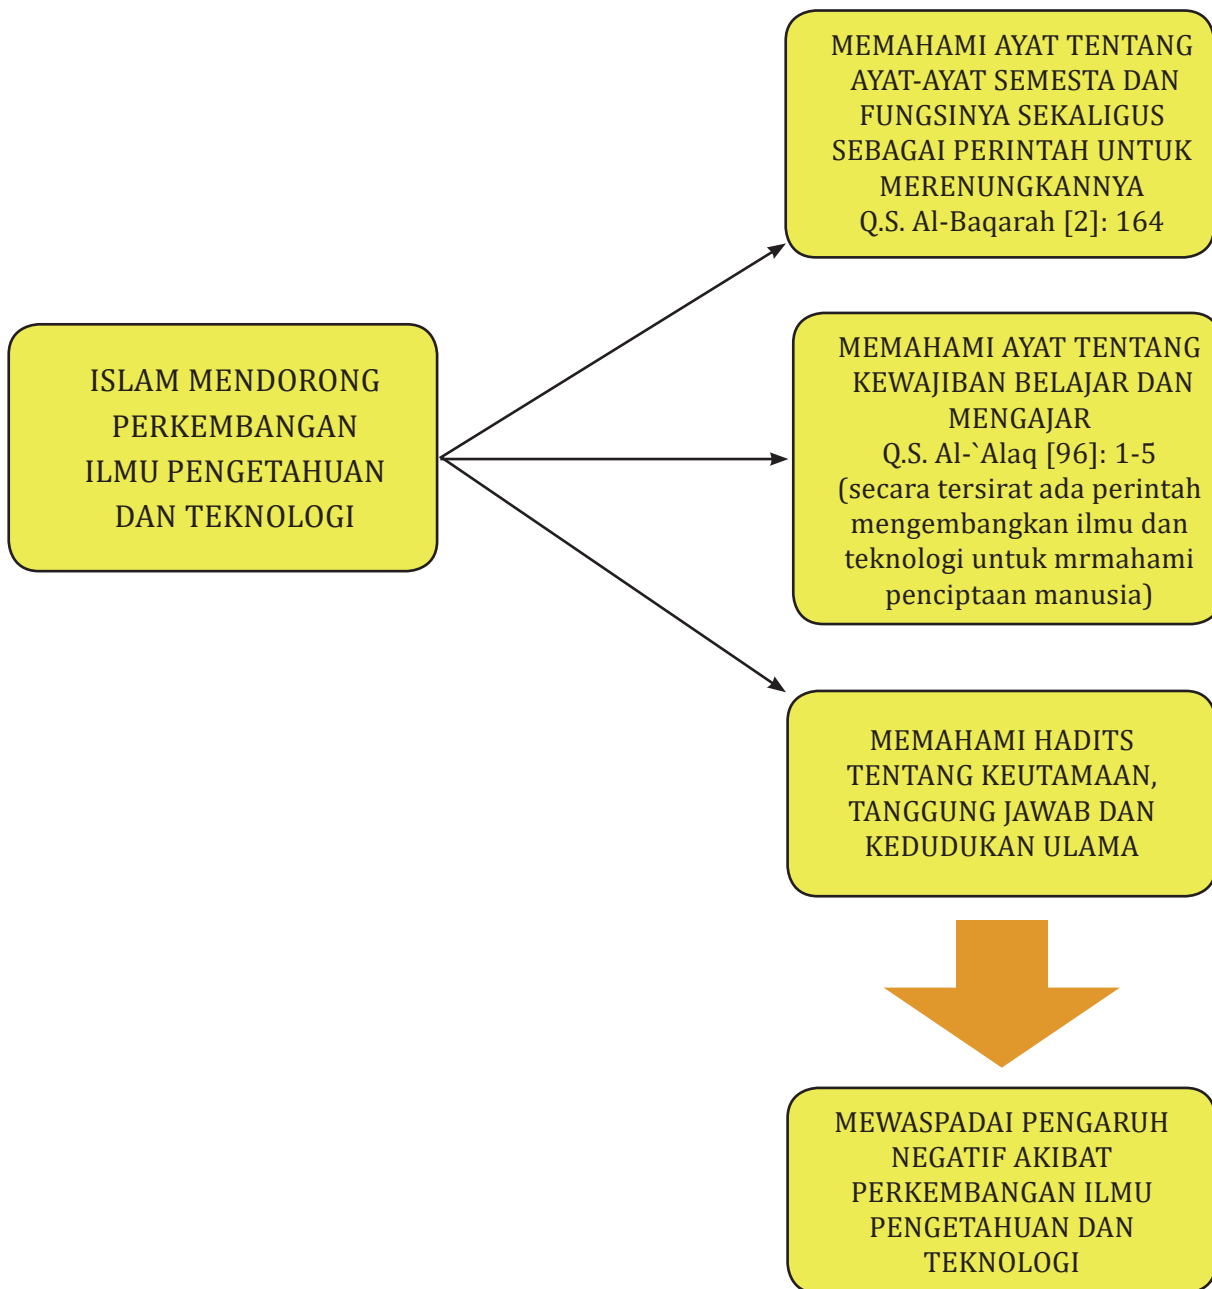 MEMAHAMI AYAT TENTANG
AYAT-AYAT SEMESTA DAN
FUNGSINYA SEKALIGUS
SEBAGAI PERINTAH UNTUK
MERENUNGKANNYA
Q.S. Al-Baqarah [2]: 164
ISLAM MENDORONG
PERKEMBANGAN
ILMU PENGETAHUAN
DAN TEKNOLOGI
MEMAHAMI AYAT TENTANG
KEWAJIBAN BELAJAR DAN
MENGAJAR
Q.S. Al-`Alaq [96]: 1-5
(secara tersirat ada perintah
mengembangkan ilmu dan
teknologi untuk mrmahami
penciptaan manusia)
MEMAHAMI HADITS
TENTANG KEUTAMAAN,
TANGGUNG JAWAB DAN
KEDUDUKAN ULAMA
MEWASPADAI PENGARUH
NEGATIF AKIBAT
PERKEMBANGAN ILMU
PENGETAHUAN DAN
TEKNOLOGI